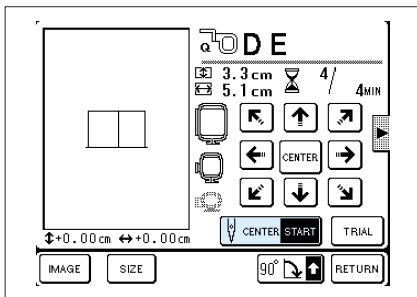 Q DE
3.3cm 4/
5.1cm 4MIN
CENTER
+0.00cm +0.00cm
CENTER START TRIAL
IMAGE SIZE 90° RETURN